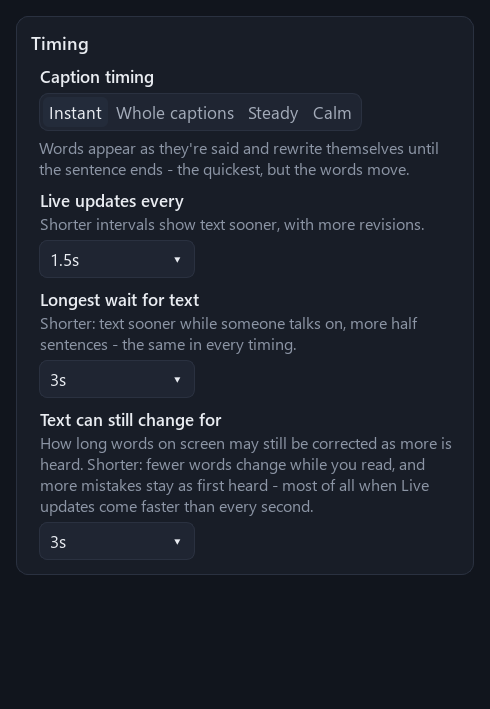 Timing
Caption timing
Instant Whole captions Steady Calm
Words appear as they're said and rewrite themselves until
the sentence ends - the quickest, but the words move.
Live updates every
Shorter intervals show text sooner, with more revisions.
1.5s
Longest wait for text
Shorter: text sooner while someone talks on, more half
sentences - the same in every timing.
3s
Text can still change for
How long words on screen may still be corrected as more is
heard. Shorter: fewer words change while you read, and
more mistakes stay as first heard - most of all when Live
updates come faster than every second.
3s